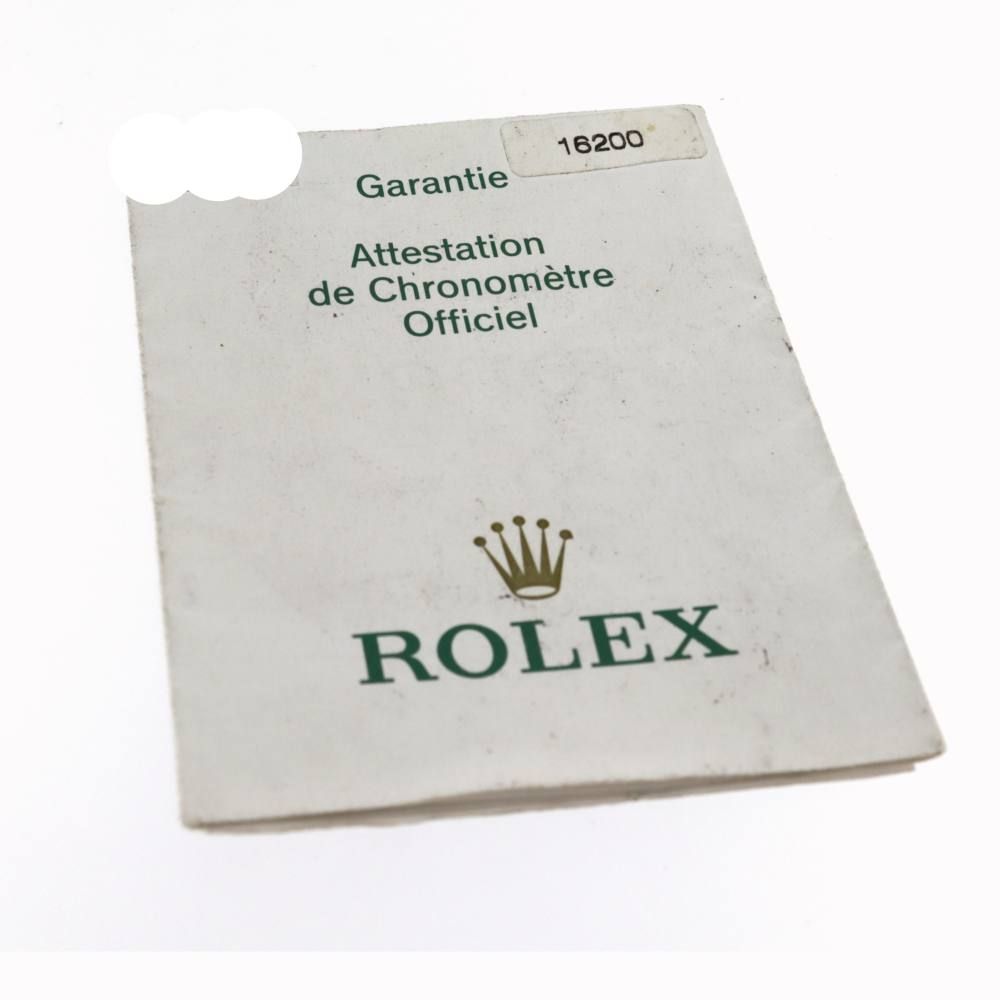 16200
Garantie
Attestation
de Chronomètre
Officiel
ROLEX